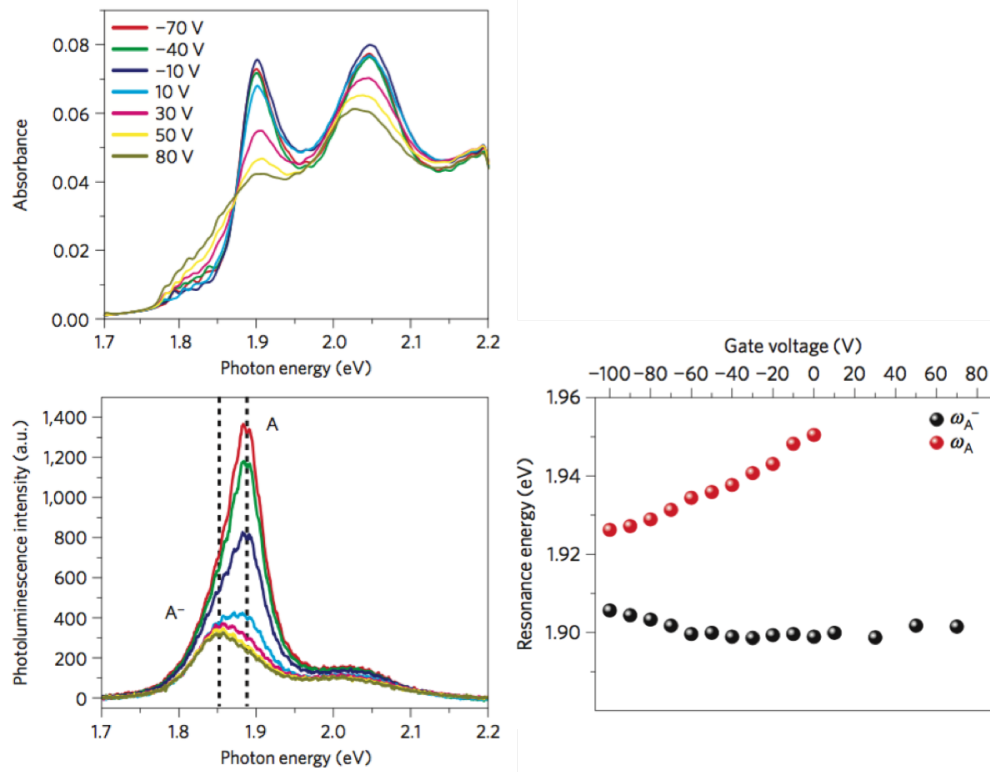 Absorbance
0.08
0.06
0.04
0.02
0.00
−70 V
−40 V
−10 V
10 V
30 V
50 V
80 V
1.7 1.8 1.9 2.0 2.1 2.2
Photon energy (eV)
Photoluminescence intensity (a.u.)
1,400
1,200
1,000
800
600
400
200
0
A
A⁻
1.7 1.8 1.9 2.0 2.1 2.2
Photon energy (eV)
Gate voltage (V)
−100 −80 −60 −40 −20 0 20 40 60 80
Resonance energy (eV)
1.96
1.94
1.92
1.90
ωA⁻
ωA